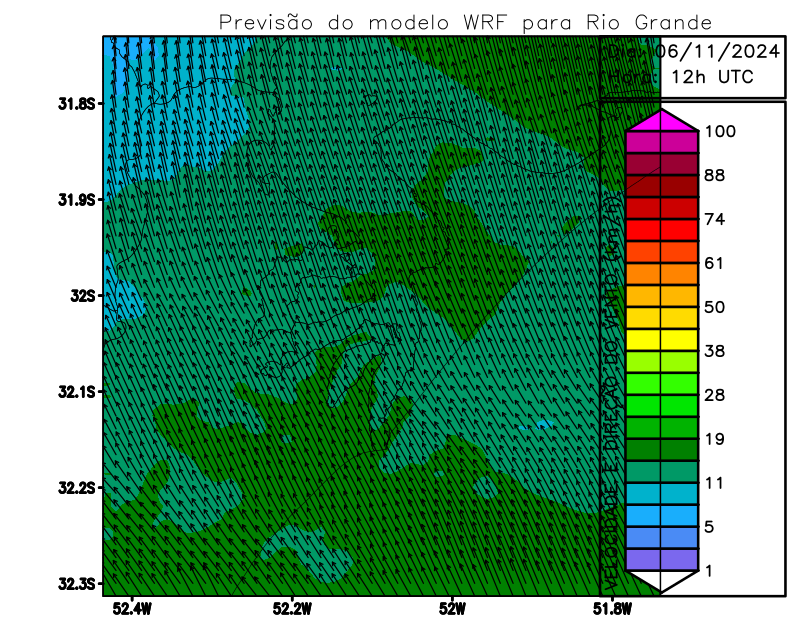 Previsão do modelo WRF para Rio Grande
Dia: 06/11/2024
Hora: 12h UTC
31.8S
31.9S
32S
32.1S
32.2S
32.3S
52.4W
52.2W
52W
51.8W
VELOCIDADE E DIREÇÃO DO VENTO (km/h)
100
88
74
61
50
38
28
19
11
5
1